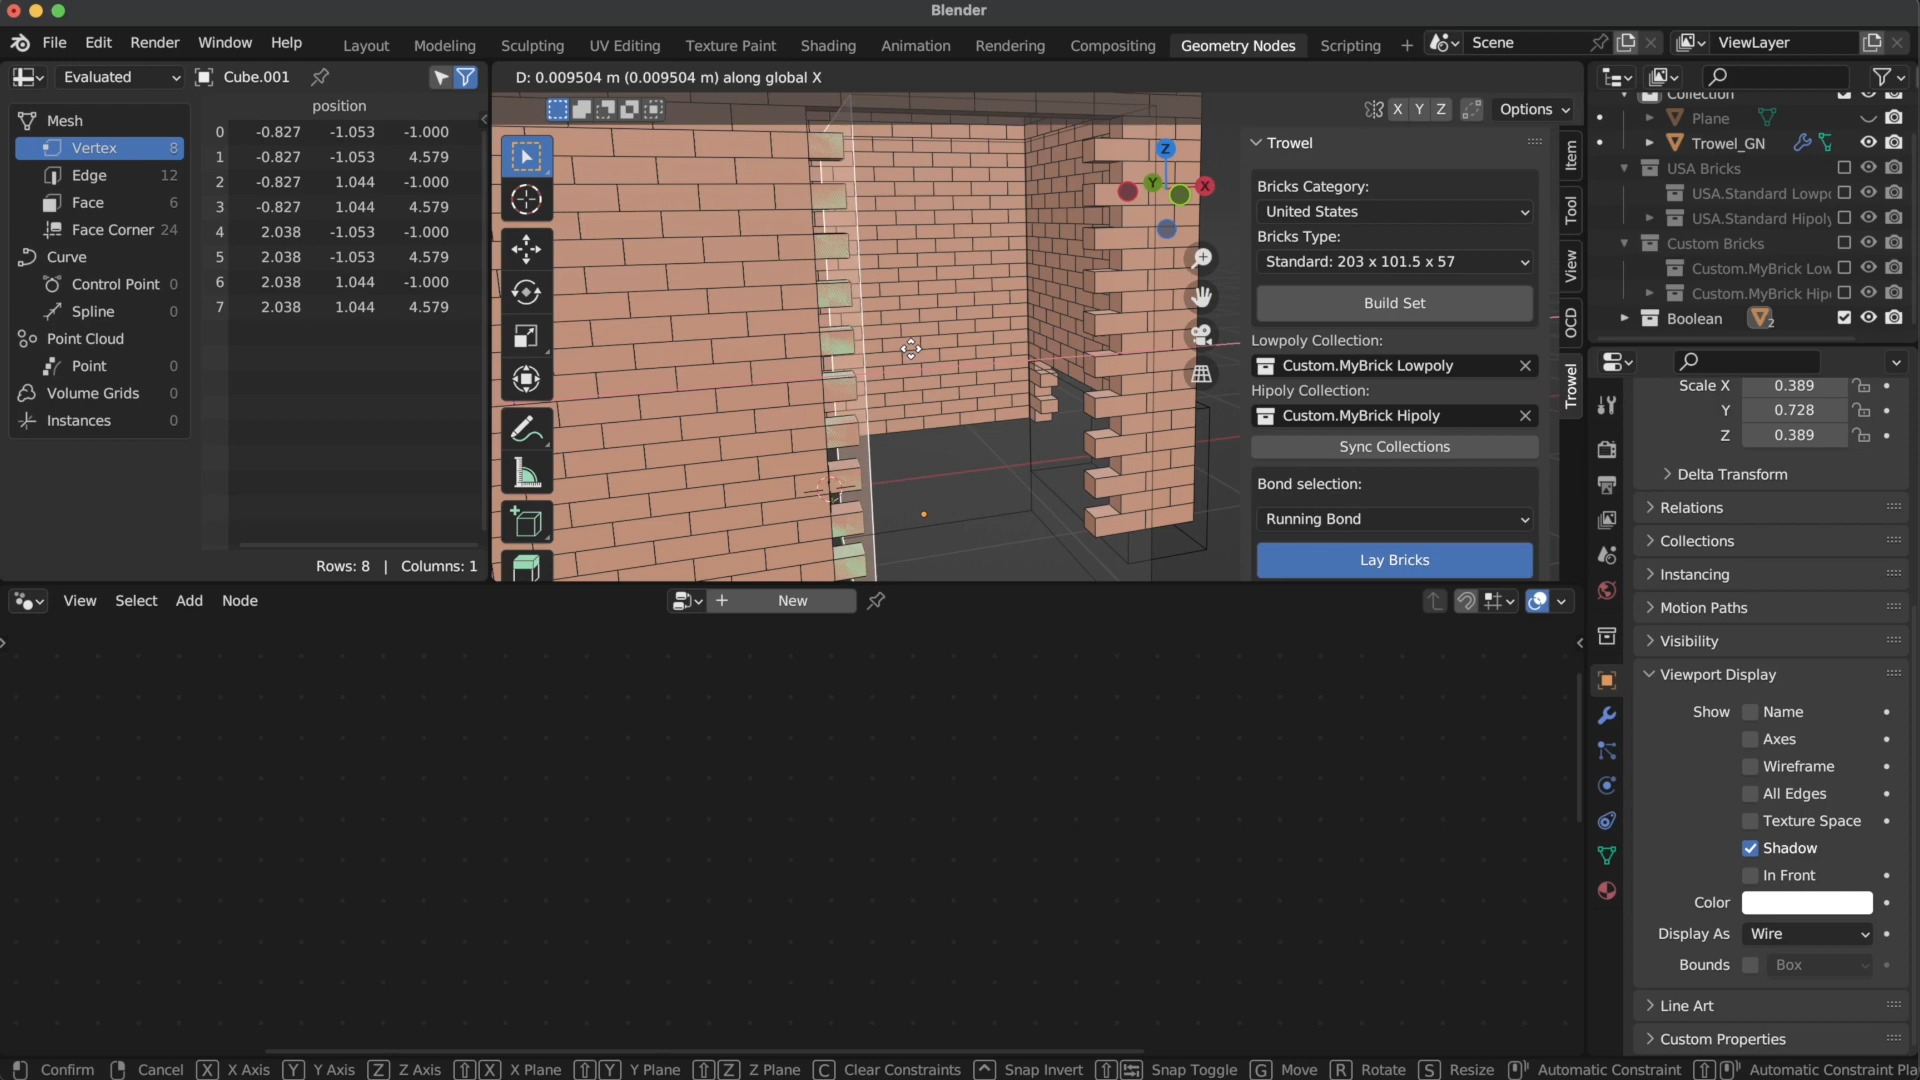 Blender
File Edit Render Window Help Layout Modeling Sculpting UV Editing Texture Paint Shading Animation Rendering Compositing Geometry Nodes Scripting + Scene ViewLayer
Evaluated Cube.001
D: 0.009504 m (0.009504 m) along global X
position
Mesh
Vertex 8
Edge 12
Face 6
Face Corner 24
Curve
Control Point 0
Spline 0
Point Cloud
Point 0
Volume Grids 0
Instances 0
0 -0.827 -1.053 -1.000
1 -0.827 -1.053 4.579
2 -0.827 1.044 -1.000
3 -0.827 1.044 4.579
4 2.038 -1.053 -1.000
5 2.038 -1.053 4.579
6 2.038 1.044 -1.000
7 2.038 1.044 4.579
Rows: 8 | Columns: 1
X Y Z Options
Z
Y
X
Trowel
Bricks Category:
United States
Bricks Type:
Standard: 203 x 101.5 x 57
Build Set
Lowpoly Collection:
Custom.MyBrick Lowpoly
Hipoly Collection:
Custom.MyBrick Hipoly
Sync Collections
Bond selection:
Running Bond
Lay Bricks
Item
Tool
View
OCD
Trowel
Collection
Plane
Trowel_GN
USA Bricks
USA.Standard Lowpo
USA.Standard Hipoly
Custom Bricks
Custom.MyBrick Low
Custom.MyBrick Hip
Boolean 2
Scale X 0.389
Y 0.728
Z 0.389
Delta Transform
Relations
Collections
Instancing
Motion Paths
Visibility
Viewport Display
Show Name
Axes
Wireframe
All Edges
Texture Space
Shadow
In Front
Color
Display As Wire
Bounds Box
Line Art
Custom Properties
View Select Add Node + New
Confirm Cancel X X Axis Y Y Axis Z Z Axis X X Plane Y Y Plane Z Z Plane C Clear Constraints Snap Invert Snap Toggle G Move R Rotate S Resize Automatic Constraint Automatic Constraint Pla